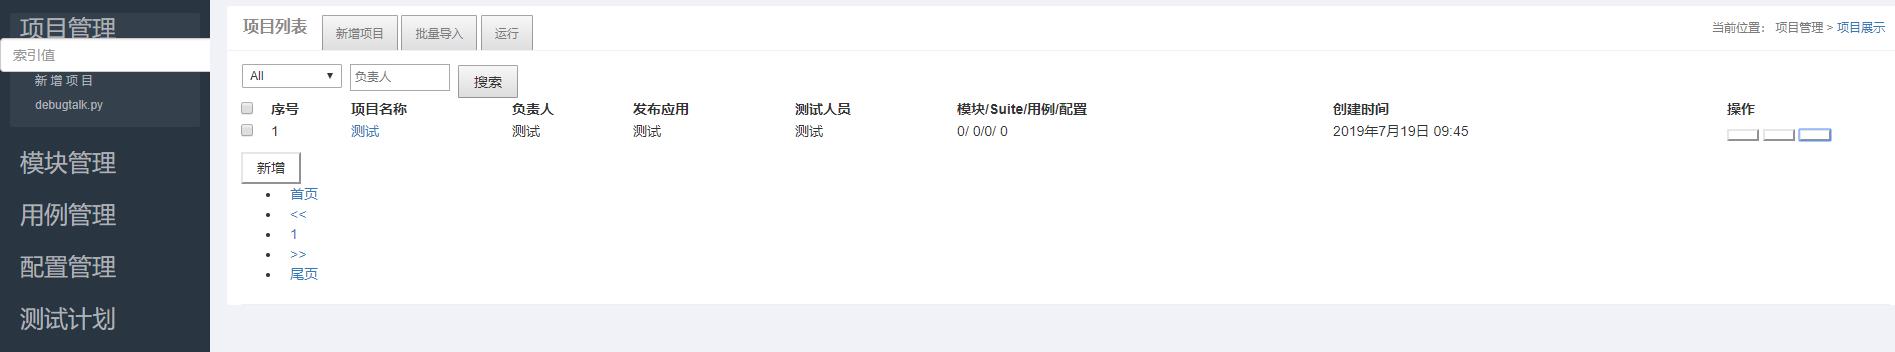 项目管理
索引值
新增项目
debugtalk.py
模块管理
用例管理
配置管理
测试计划
项目列表 新增项目 批量导入 运行
当前位置： 项目管理 > 项目展示
All 负责人 搜索
序号 项目名称 负责人 发布应用 测试人员 模块/Suite/用例/配置 创建时间 操作
1 测试 测试 测试 测试 0/ 0/0/ 0 2019年7月19日 09:45
新增
首页
<<
1
>>
尾页